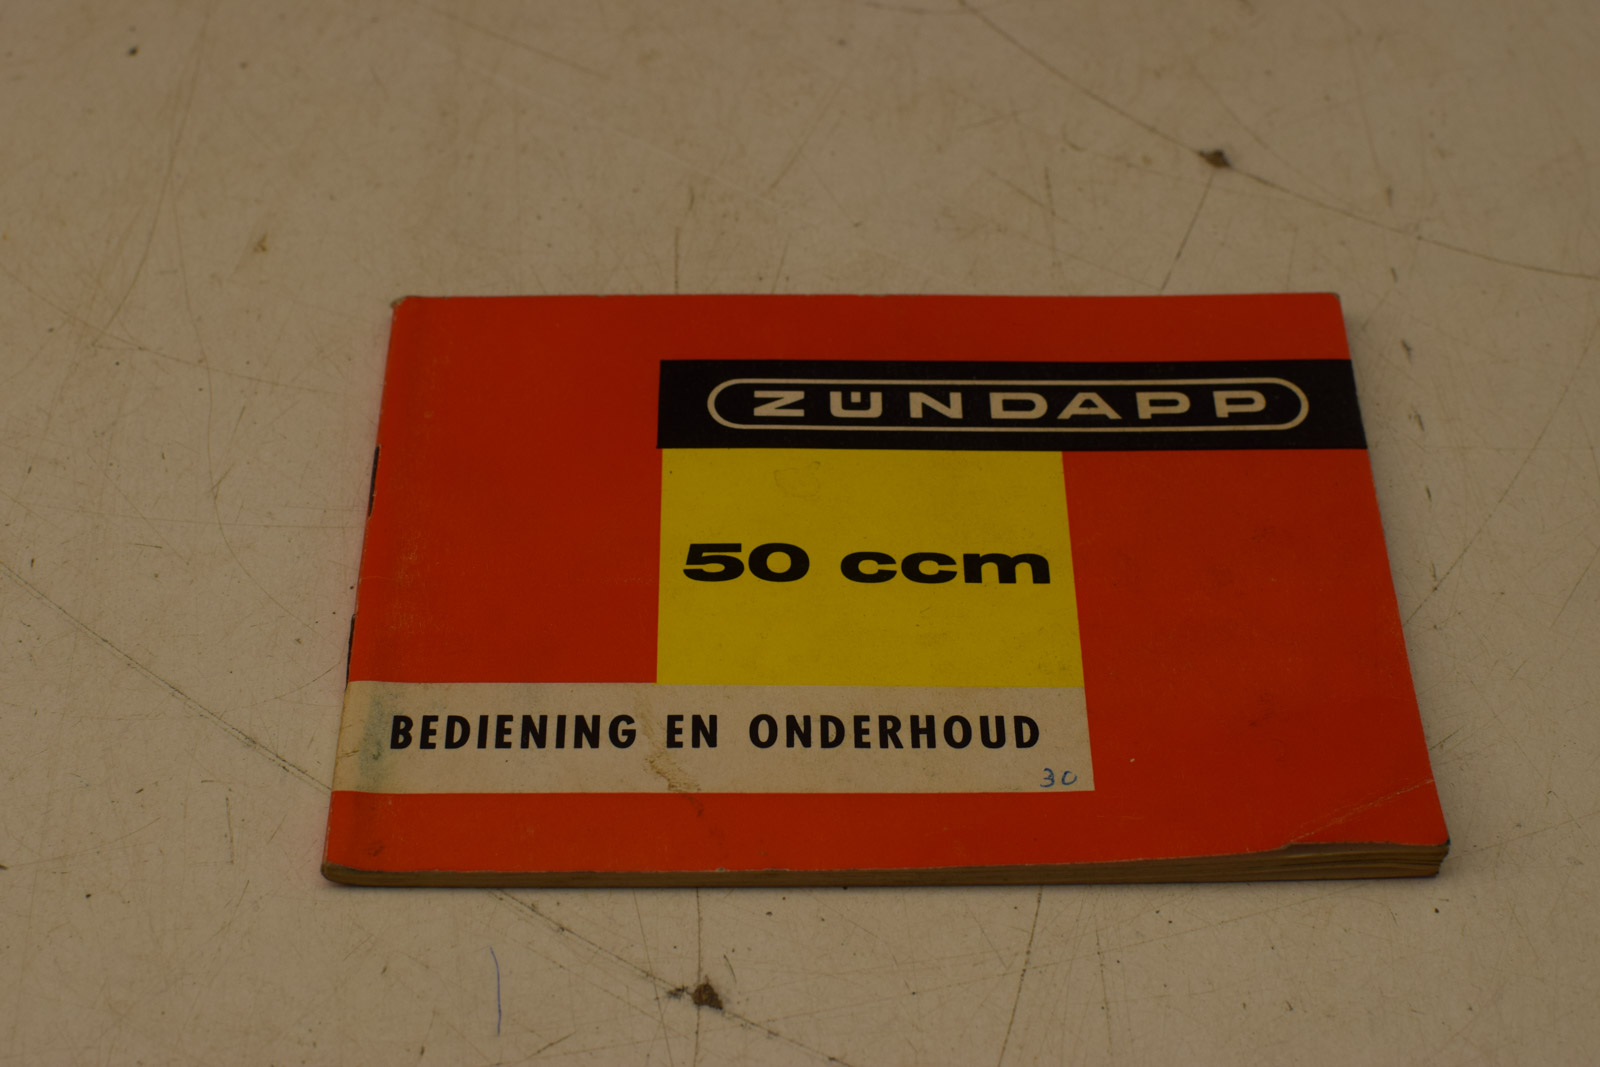 ZÜNDAPP
50 ccm
BEDIENING EN ONDERHOUD
30